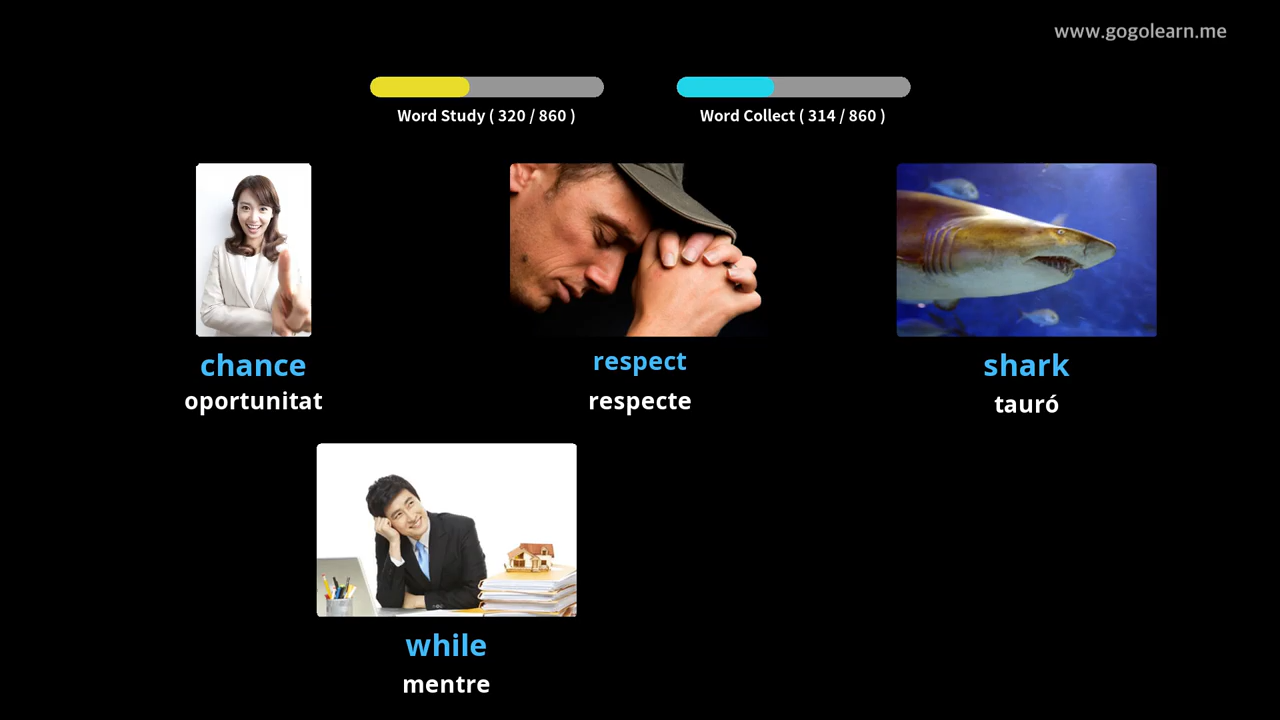 www.gogolearn.me
Word Study ( 320 / 860 )
Word Collect ( 314 / 860 )
chance
oportunitat
respect
respecte
shark
tauró
while
mentre